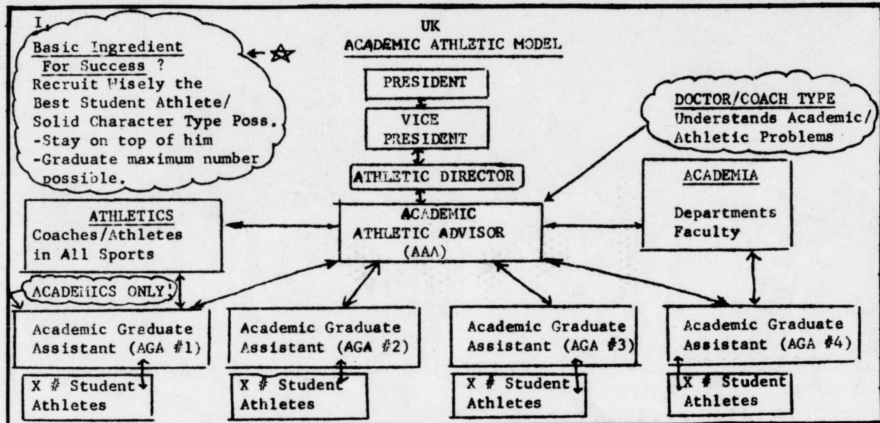 I.
Basic Ingredient
For Success ?
Recruit Wisely the
Best Student Athlete/
Solid Character Type Poss.
-Stay on top of him
-Graduate maximum number
possible.
UK
ACADEMIC ATHLETIC MODEL
PRESIDENT
VICE
PRESIDENT
ATHLETIC DIRECTOR
ACADEMIC
ATHLETIC ADVISOR
(AAA)
DOCTOR/COACH TYPE
Understands Academic/
Athletic Problems
ATHLETICS
Coaches/Athletes
in All Sports
ACADEMIA
Departments
Faculty
ACADEMICS ONLY!
Academic Graduate
Assistant (AGA #1)
Academic Graduate
Assistant (AGA #2)
Academic Graduate
Assistant (AGA #3)
Academic Graduate
Assistant (AGA #4)
X # Student
Athletes
X # Student
Athletes
X # Student
Athletes
X # Student
Athletes